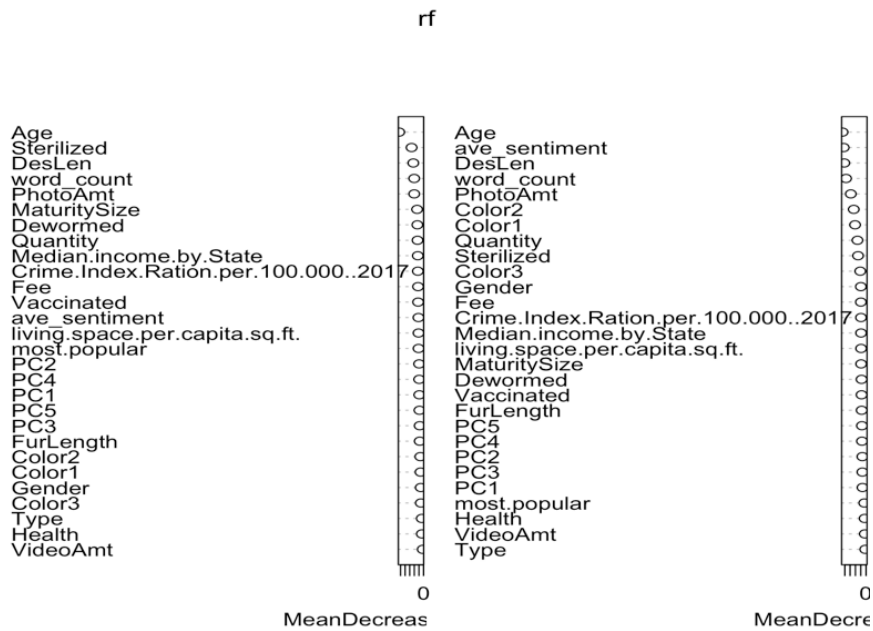 rf
Age
Sterilized
DesLen
word_count
PhotoAmt
MaturitySize
Dewormed
Quantity
Median.income.by.State
Crime.Index.Ration.per.100.000..2017
Fee
Vaccinated
ave_sentiment
living.space.per.capita.sq.ft.
most.popular
PC2
PC4
PC1
PC5
PC3
FurLength
Color2
Color1
Gender
Color3
Type
Health
VideoAmt
0
MeanDecreas
Age
ave_sentiment
DesLen
word_count
PhotoAmt
Color2
Color1
Quantity
Sterilized
Color3
Gender
Fee
Crime.Index.Ration.per.100.000..2017
Median.income.by.State
living.space.per.capita.sq.ft.
MaturitySize
Dewormed
Vaccinated
FurLength
PC5
PC4
PC2
PC3
PC1
most.popular
Health
VideoAmt
Type
0
MeanDecre